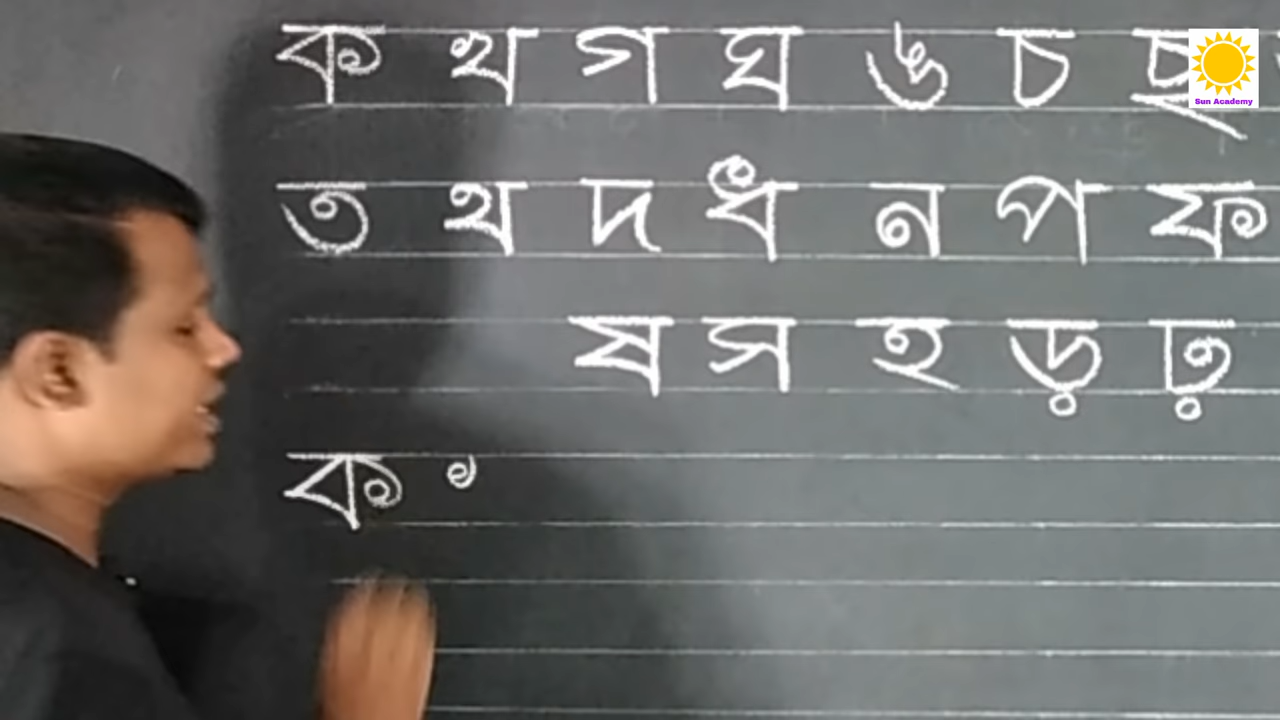 ক খ গ ঘ ঙ চ ছ
Sun Academy
ত থ দ ধ ন প ফ
ষ স হ ড় ঢ়
ক